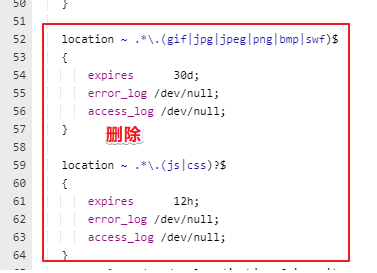 50 }
51
52 location ~ .*\.(gif|jpg|jpeg|png|bmp|swf)$
53 {
54 expires 30d;
55 error_log /dev/null;
56 access_log /dev/null;
57 }
删除
58
59 location ~ .*\.(js|css)?$
60 {
61 expires 12h;
62 error_log /dev/null;
63 access_log /dev/null;
64 }